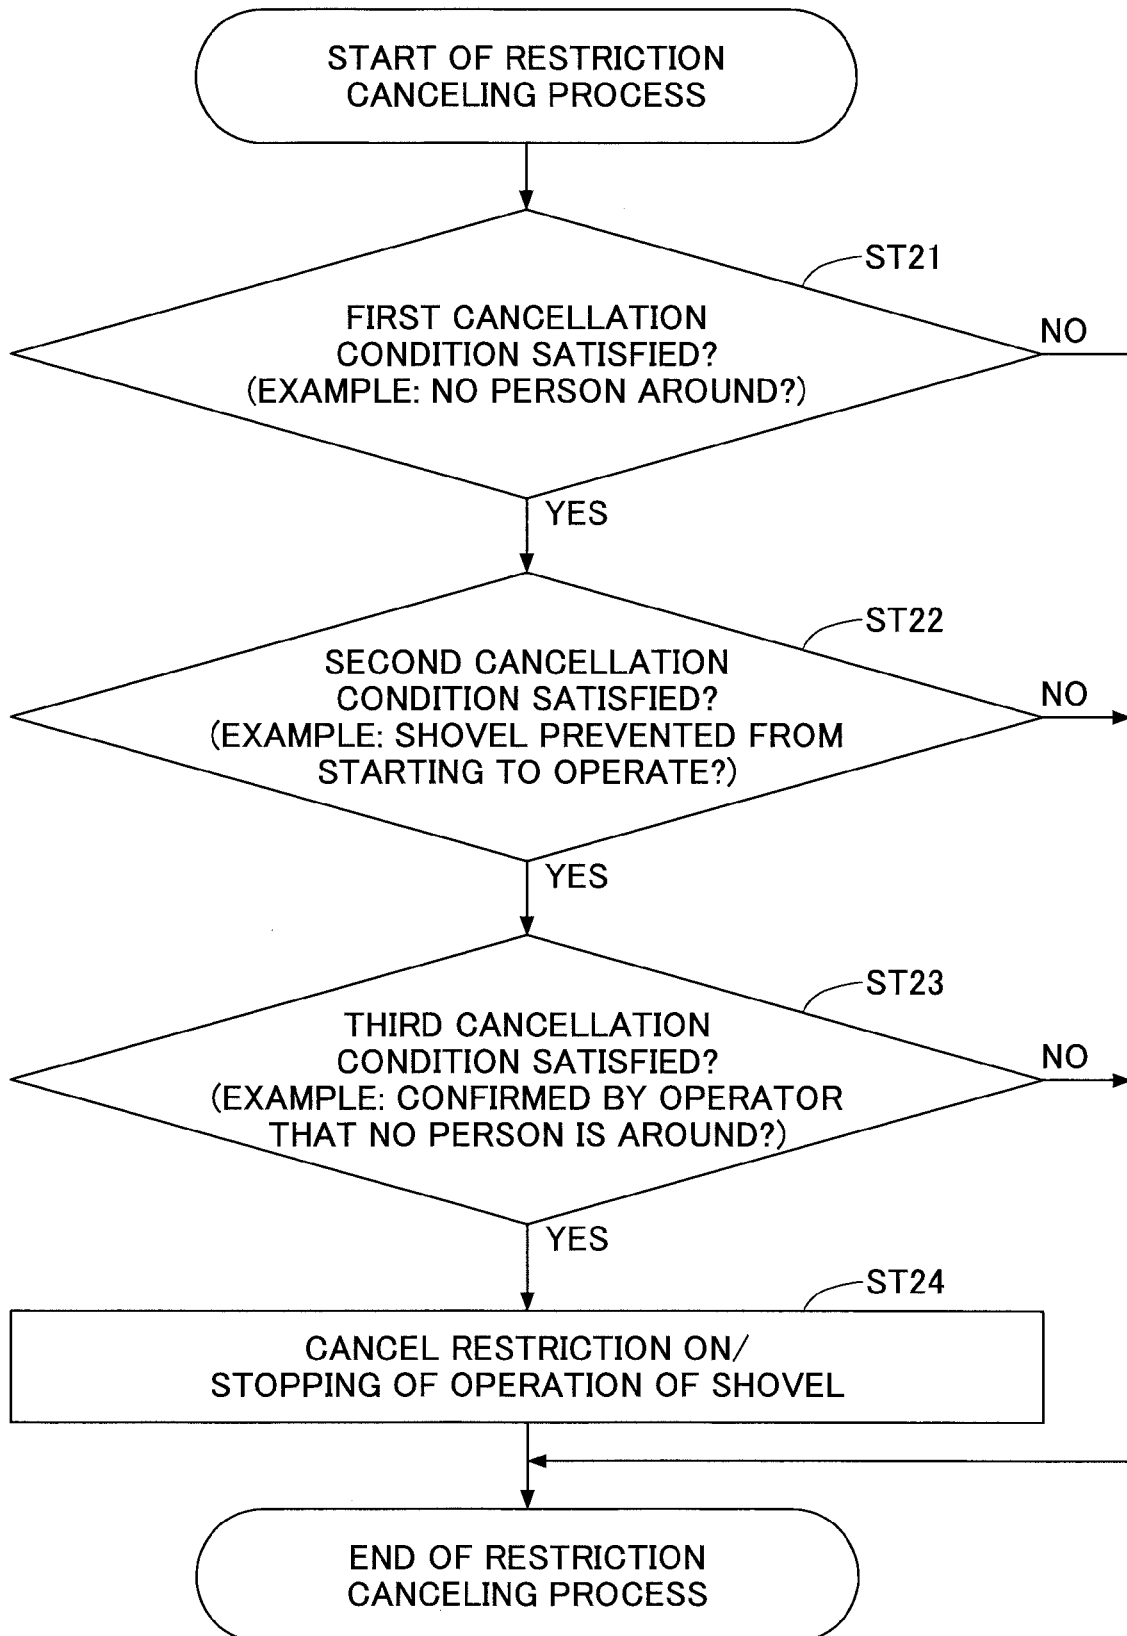 START OF RESTRICTION
CANCELING PROCESS
ST21
FIRST CANCELLATION
CONDITION SATISFIED?
(EXAMPLE: NO PERSON AROUND?)
NO
YES
ST22
SECOND CANCELLATION
CONDITION SATISFIED?
(EXAMPLE: SHOVEL PREVENTED FROM
STARTING TO OPERATE?)
NO
YES
ST23
THIRD CANCELLATION
CONDITION SATISFIED?
(EXAMPLE: CONFIRMED BY OPERATOR
THAT NO PERSON IS AROUND?)
NO
YES
ST24
CANCEL RESTRICTION ON/
STOPPING OF OPERATION OF SHOVEL
END OF RESTRICTION
CANCELING PROCESS